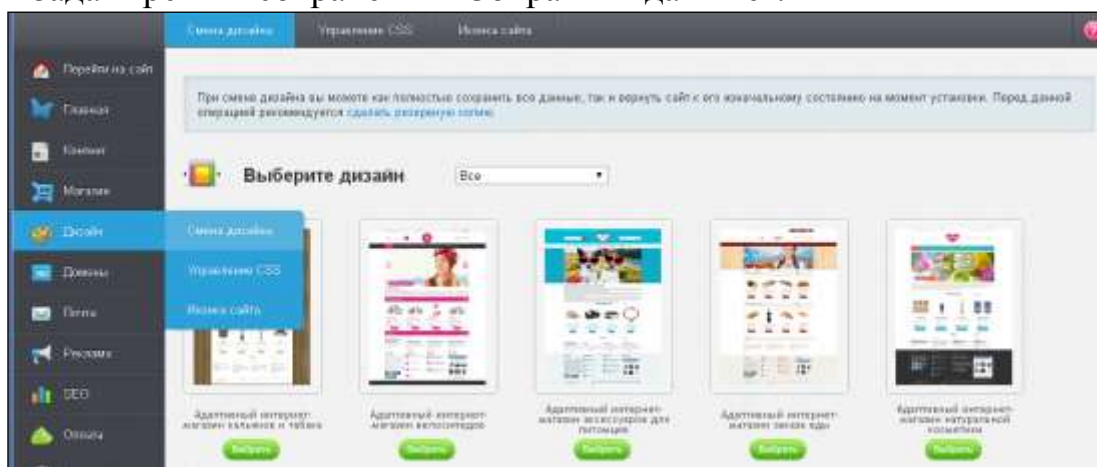 Смена дизайна Управление CSS Иконка сайта
Перейти на сайт
Главная
Контент
Магазин
Дизайн
Домены
Почта
Реклама
SEO
Оплата
При смене дизайна вы можете как полностью сохранить все данные, так и вернуть сайт к его изначальному состоянию на момент установки. Перед данной
операцией рекомендуется сделать резервную копию
Выберите дизайн Все
Смена дизайна
Управление CSS
Иконка сайта
Адаптивный интернет-
магазин кальянов и табака
Выбрать
Адаптивный интернет-
магазин велосипедов
Выбрать
Адаптивный интернет-
магазин аксессуаров для
питомцев
Выбрать
Адаптивный интернет-
магазин заказа еды
Выбрать
Адаптивный интернет-
магазин натуральной
косметики
Выбрать